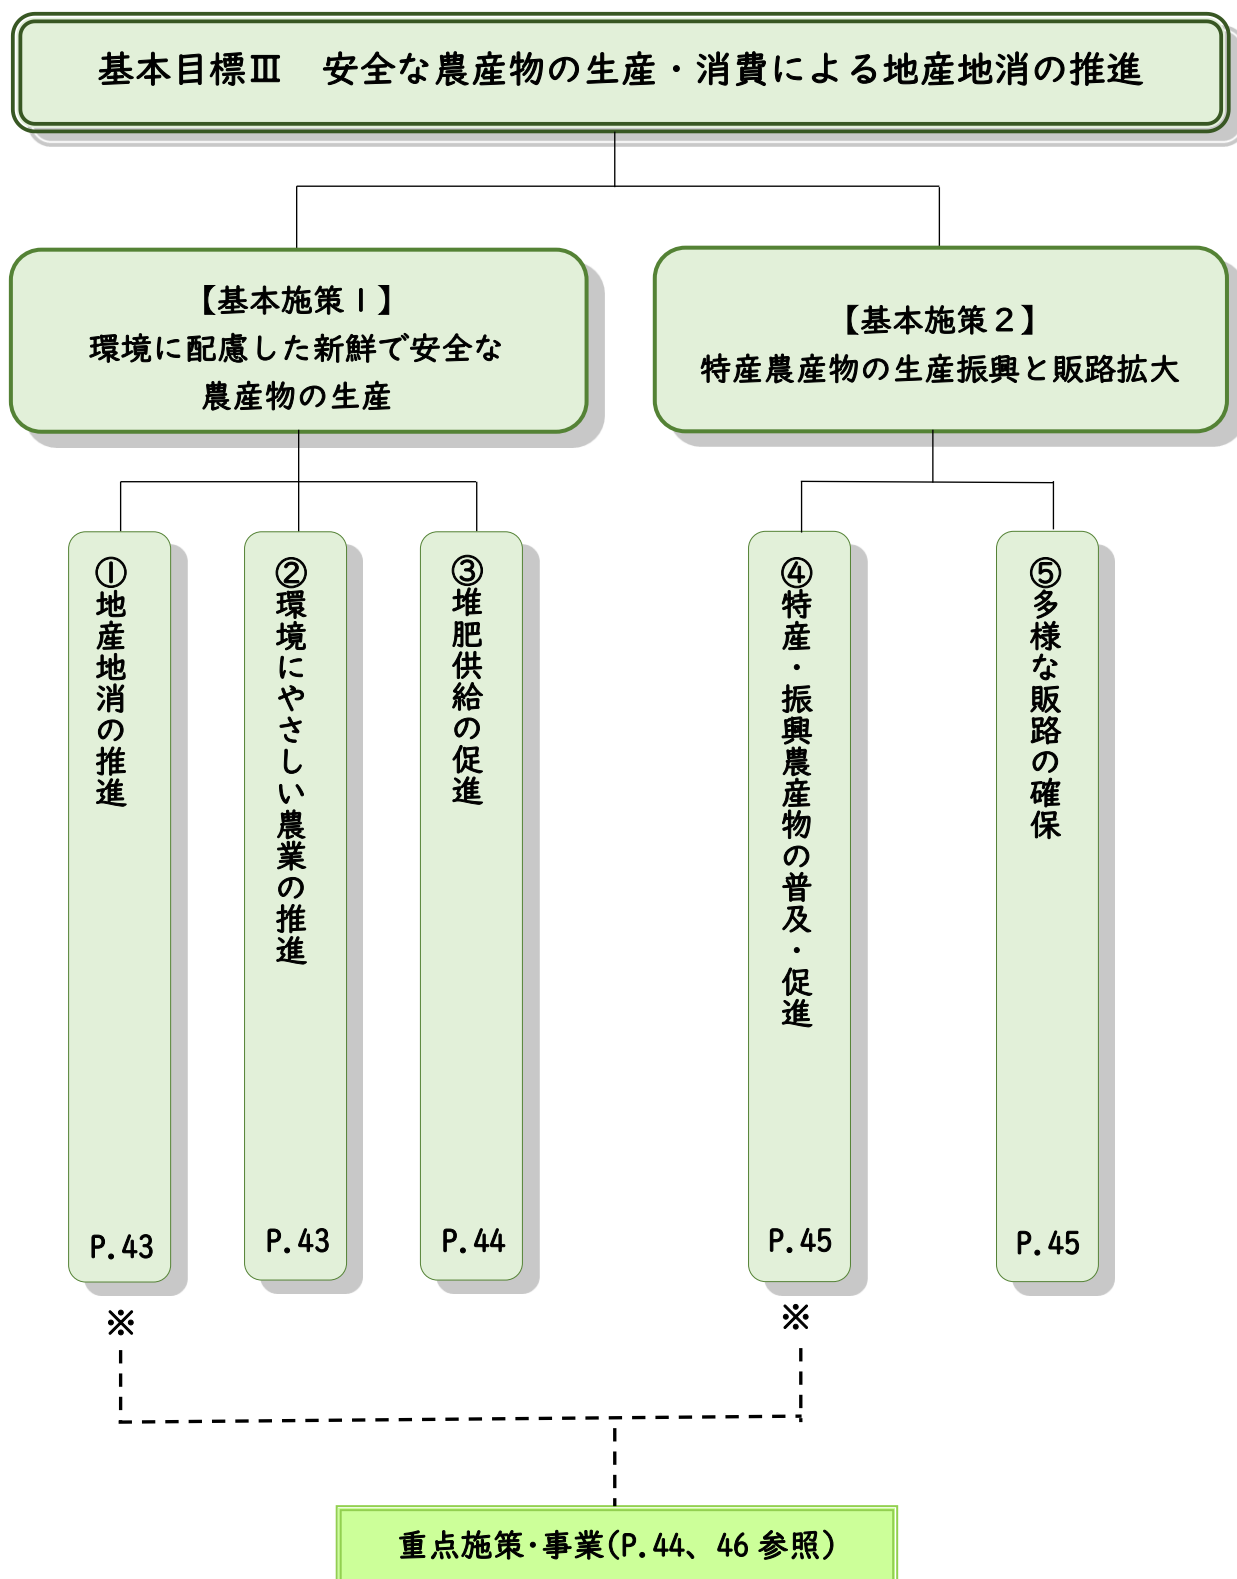 基本目標Ⅲ　安全な農産物の生産・消費による地産地消の推進
【基本施策１】
環境に配慮した新鮮で安全な
農産物の生産
【基本施策２】
特産農産物の生産振興と販路拡大
①地産地消の推進
P.43
②環境にやさしい農業の推進
P.43
③堆肥供給の促進
P.44
④特産・振興農産物の普及・促進
P.45
⑤多様な販路の確保
P.45
※
※
重点施策・事業(P.44、46 参照)